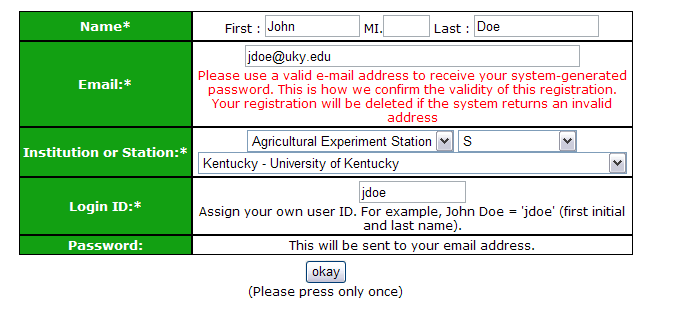 Name* First : John MI. Last : Doe
Email:* jdoe@uky.edu
Please use a valid e-mail address to receive your system-generated
password. This is how we confirm the validity of this registration.
Your registration will be deleted if the system returns an invalid
address
Institution or Station:* Agricultural Experiment Station S
Kentucky - University of Kentucky
Login ID:* jdoe
Assign your own user ID. For example, John Doe = 'jdoe' (first initial
and last name).
Password: This will be sent to your email address.
okay
(Please press only once)